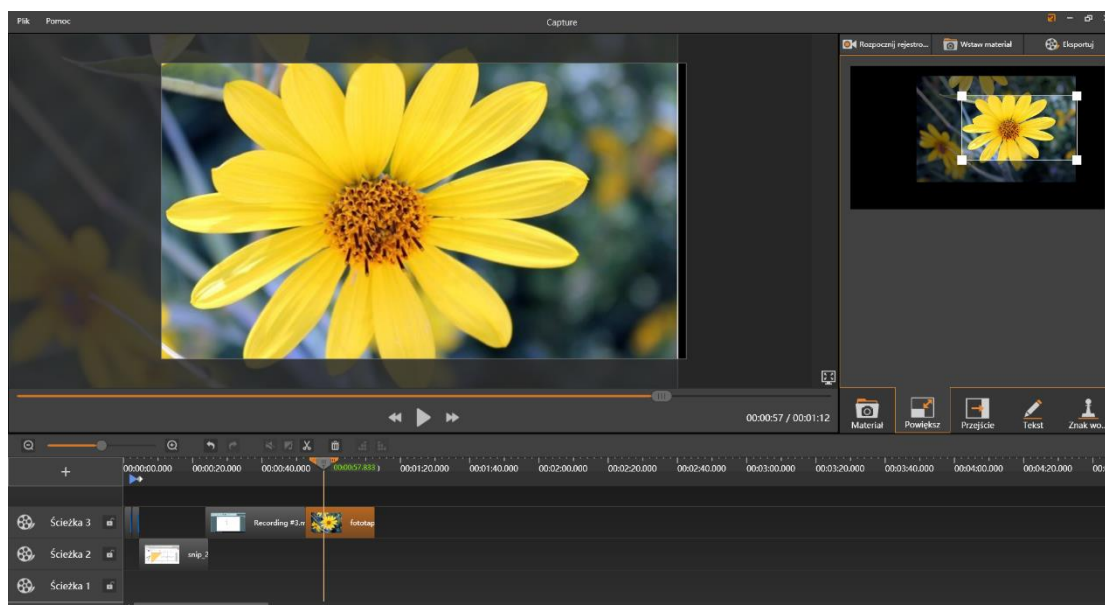 Plik Pomoc Capture
Rozpocznij rejestro... Wstaw materiał Eksportuj
00:00:57 / 00:01:12
Materiał Powiększ Przejście Tekst Znak wo...
00:00:00.000 00:00:20.000 00:00:40.000 00:00:57.833 00:01:20.000 00:01:40.000 00:02:00.000 00:02:20.000 00:02:40.000 00:03:00.000 00:03:20.000 00:03:40.000 00:04:00.000 00:04:20.000 00:
Ścieżka 3 Recording #3.m fototap
Ścieżka 2 snip_2
Ścieżka 1